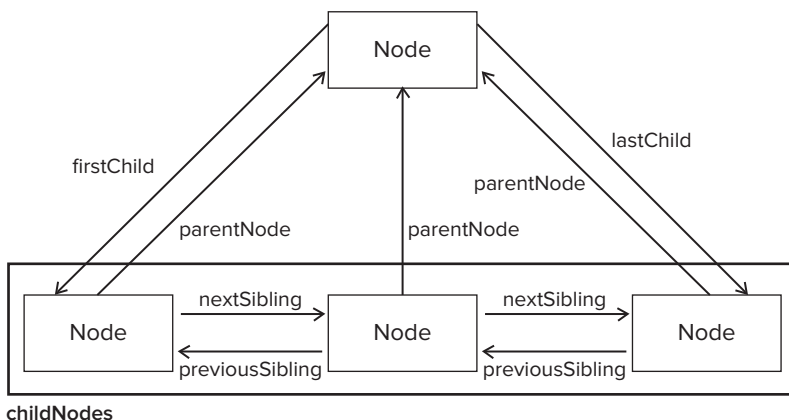 Node
firstChild
lastChild
parentNode
parentNode
parentNode
nextSibling
nextSibling
Node
Node
Node
previousSibling
previousSibling
childNodes